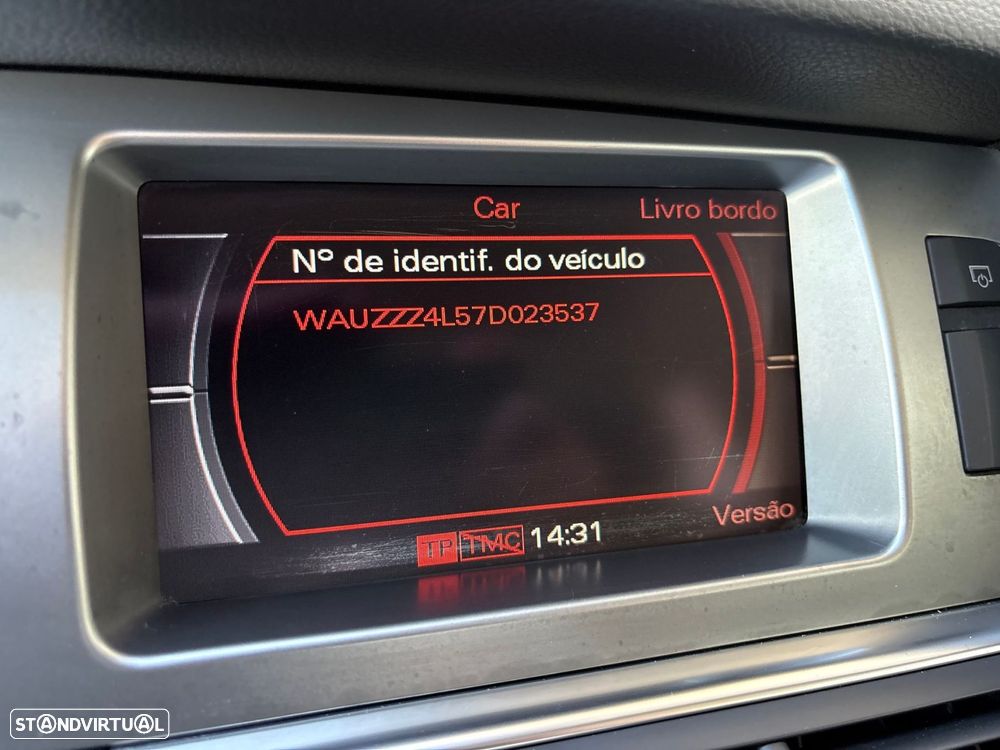 Car
Livro bordo
Nº de identif. do veículo
WAUZZZ4L57D023537
Versão
TP TMC 14:31
STANDVIRTUAL